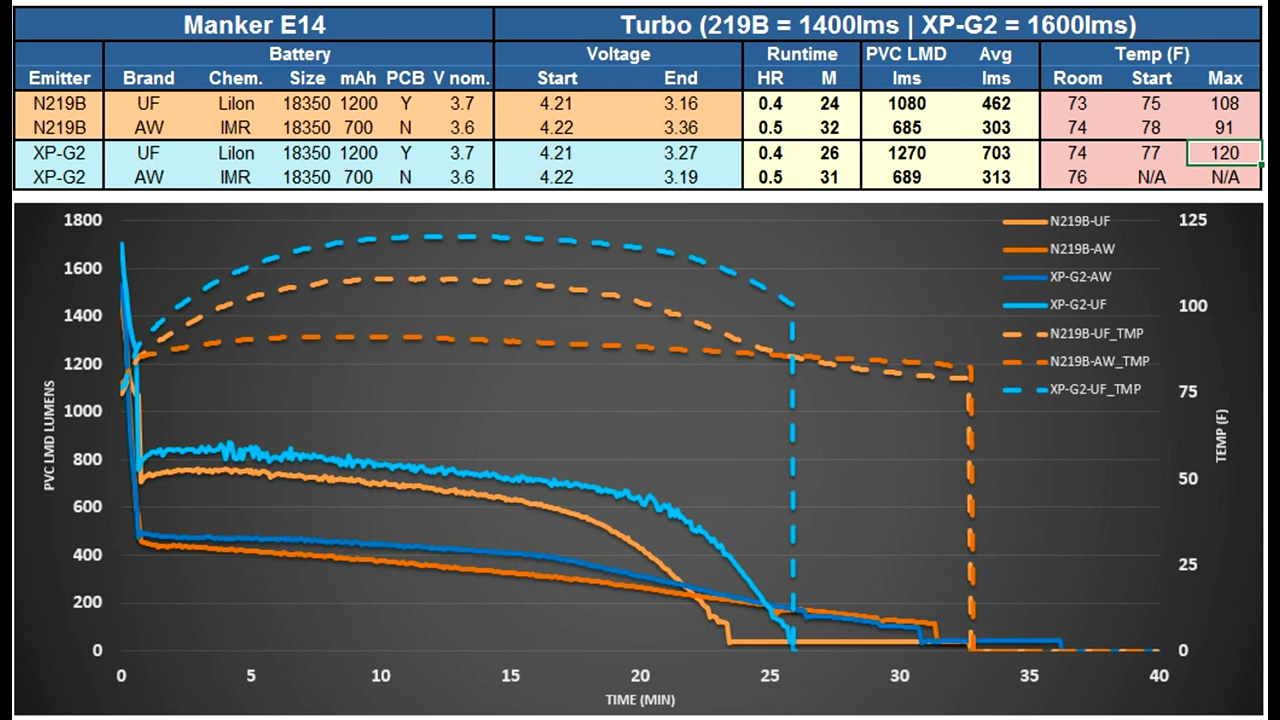 Manker E14 Turbo (219B = 1400lms | XP-G2 = 1600lms)
Battery Voltage Runtime PVC LMD Avg Temp (F)
Emitter Brand Chem. Size mAh PCB V nom. Start End HR M lms lms Room Start Max
N219B UF LiIon 18350 1200 Y 3.7 4.21 3.16 0.4 24 1080 462 73 75 108
N219B AW IMR 18350 700 N 3.6 4.22 3.36 0.5 32 685 303 74 78 91
XP-G2 UF LiIon 18350 1200 Y 3.7 4.21 3.27 0.4 26 1270 703 74 77 120
XP-G2 AW IMR 18350 700 N 3.6 4.22 3.19 0.5 31 689 313 76 N/A N/A
1800
1600
1400
1200
1000
800
600
400
200
0
PVC LMD LUMENS
N219B-UF
N219B-AW
XP-G2-AW
XP-G2-UF
N219B-UF_TMP
N219B-AW_TMP
XP-G2-UF_TMP
125
100
75
50
25
0
TEMP (F)
0 5 10 15 20 25 30 35 40
TIME (MIN)